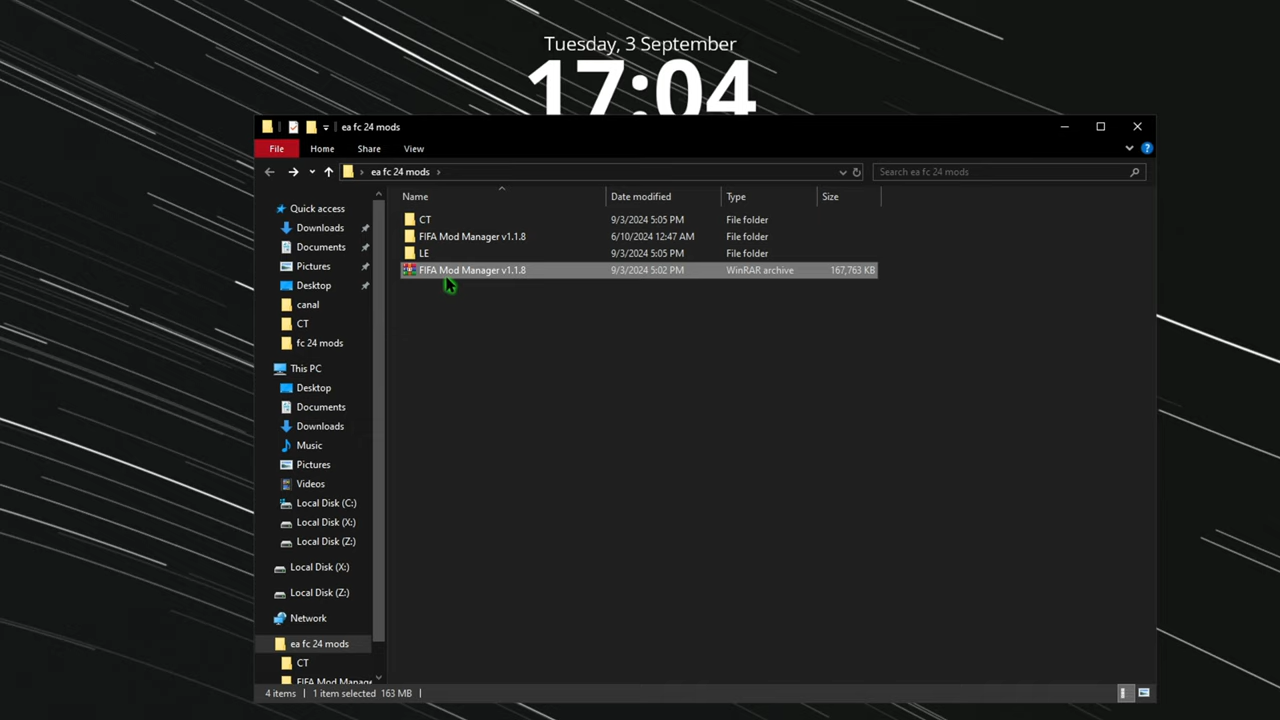 Tuesday, 3 September
17:04
ea fc 24 mods
File Home Share View
ea fc 24 mods
Search ea fc 24 mods
Name Date modified Type Size
Quick access
Downloads
Documents
Pictures
Desktop
canal
CT
fc 24 mods
This PC
Desktop
Documents
Downloads
Music
Pictures
Videos
Local Disk (C:)
Local Disk (X:)
Local Disk (Z:)
Local Disk (X:)
Local Disk (Z:)
Network
ea fc 24 mods
CT
FIFA Mod Manage
CT 9/3/2024 5:05 PM File folder
FIFA Mod Manager v1.1.8 6/10/2024 12:47 AM File folder
LE 9/3/2024 5:05 PM File folder
FIFA Mod Manager v1.1.8 9/3/2024 5:02 PM WinRAR archive 167,763 KB
4 items 1 item selected 163 MB